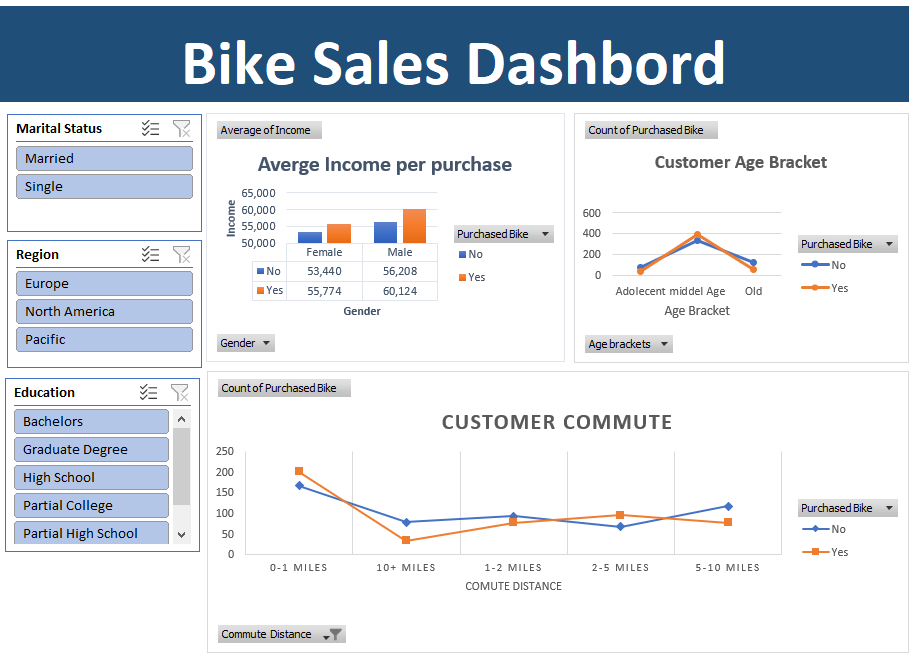 Bike Sales Dashbord
Marital Status
Married
Single
Region
Europe
North America
Pacific
Education
Bachelors
Graduate Degree
High School
Partial College
Partial High School
Average of Income
Averge Income per purchase
65,000
60,000
55,000
50,000
Income
Female Male
No 53,440 56,208
Yes 55,774 60,124
Gender
Purchased Bike
No
Yes
Gender
Count of Purchased Bike
Customer Age Bracket
600
400
200
0
Adolecent middel Age Old
Age Bracket
Purchased Bike
No
Yes
Age brackets
Count of Purchased Bike
CUSTOMER COMMUTE
250
200
150
100
50
0
0-1 MILES 10+ MILES 1-2 MILES 2-5 MILES 5-10 MILES
COMUTE DISTANCE
Purchased Bike
No
Yes
Commute Distance